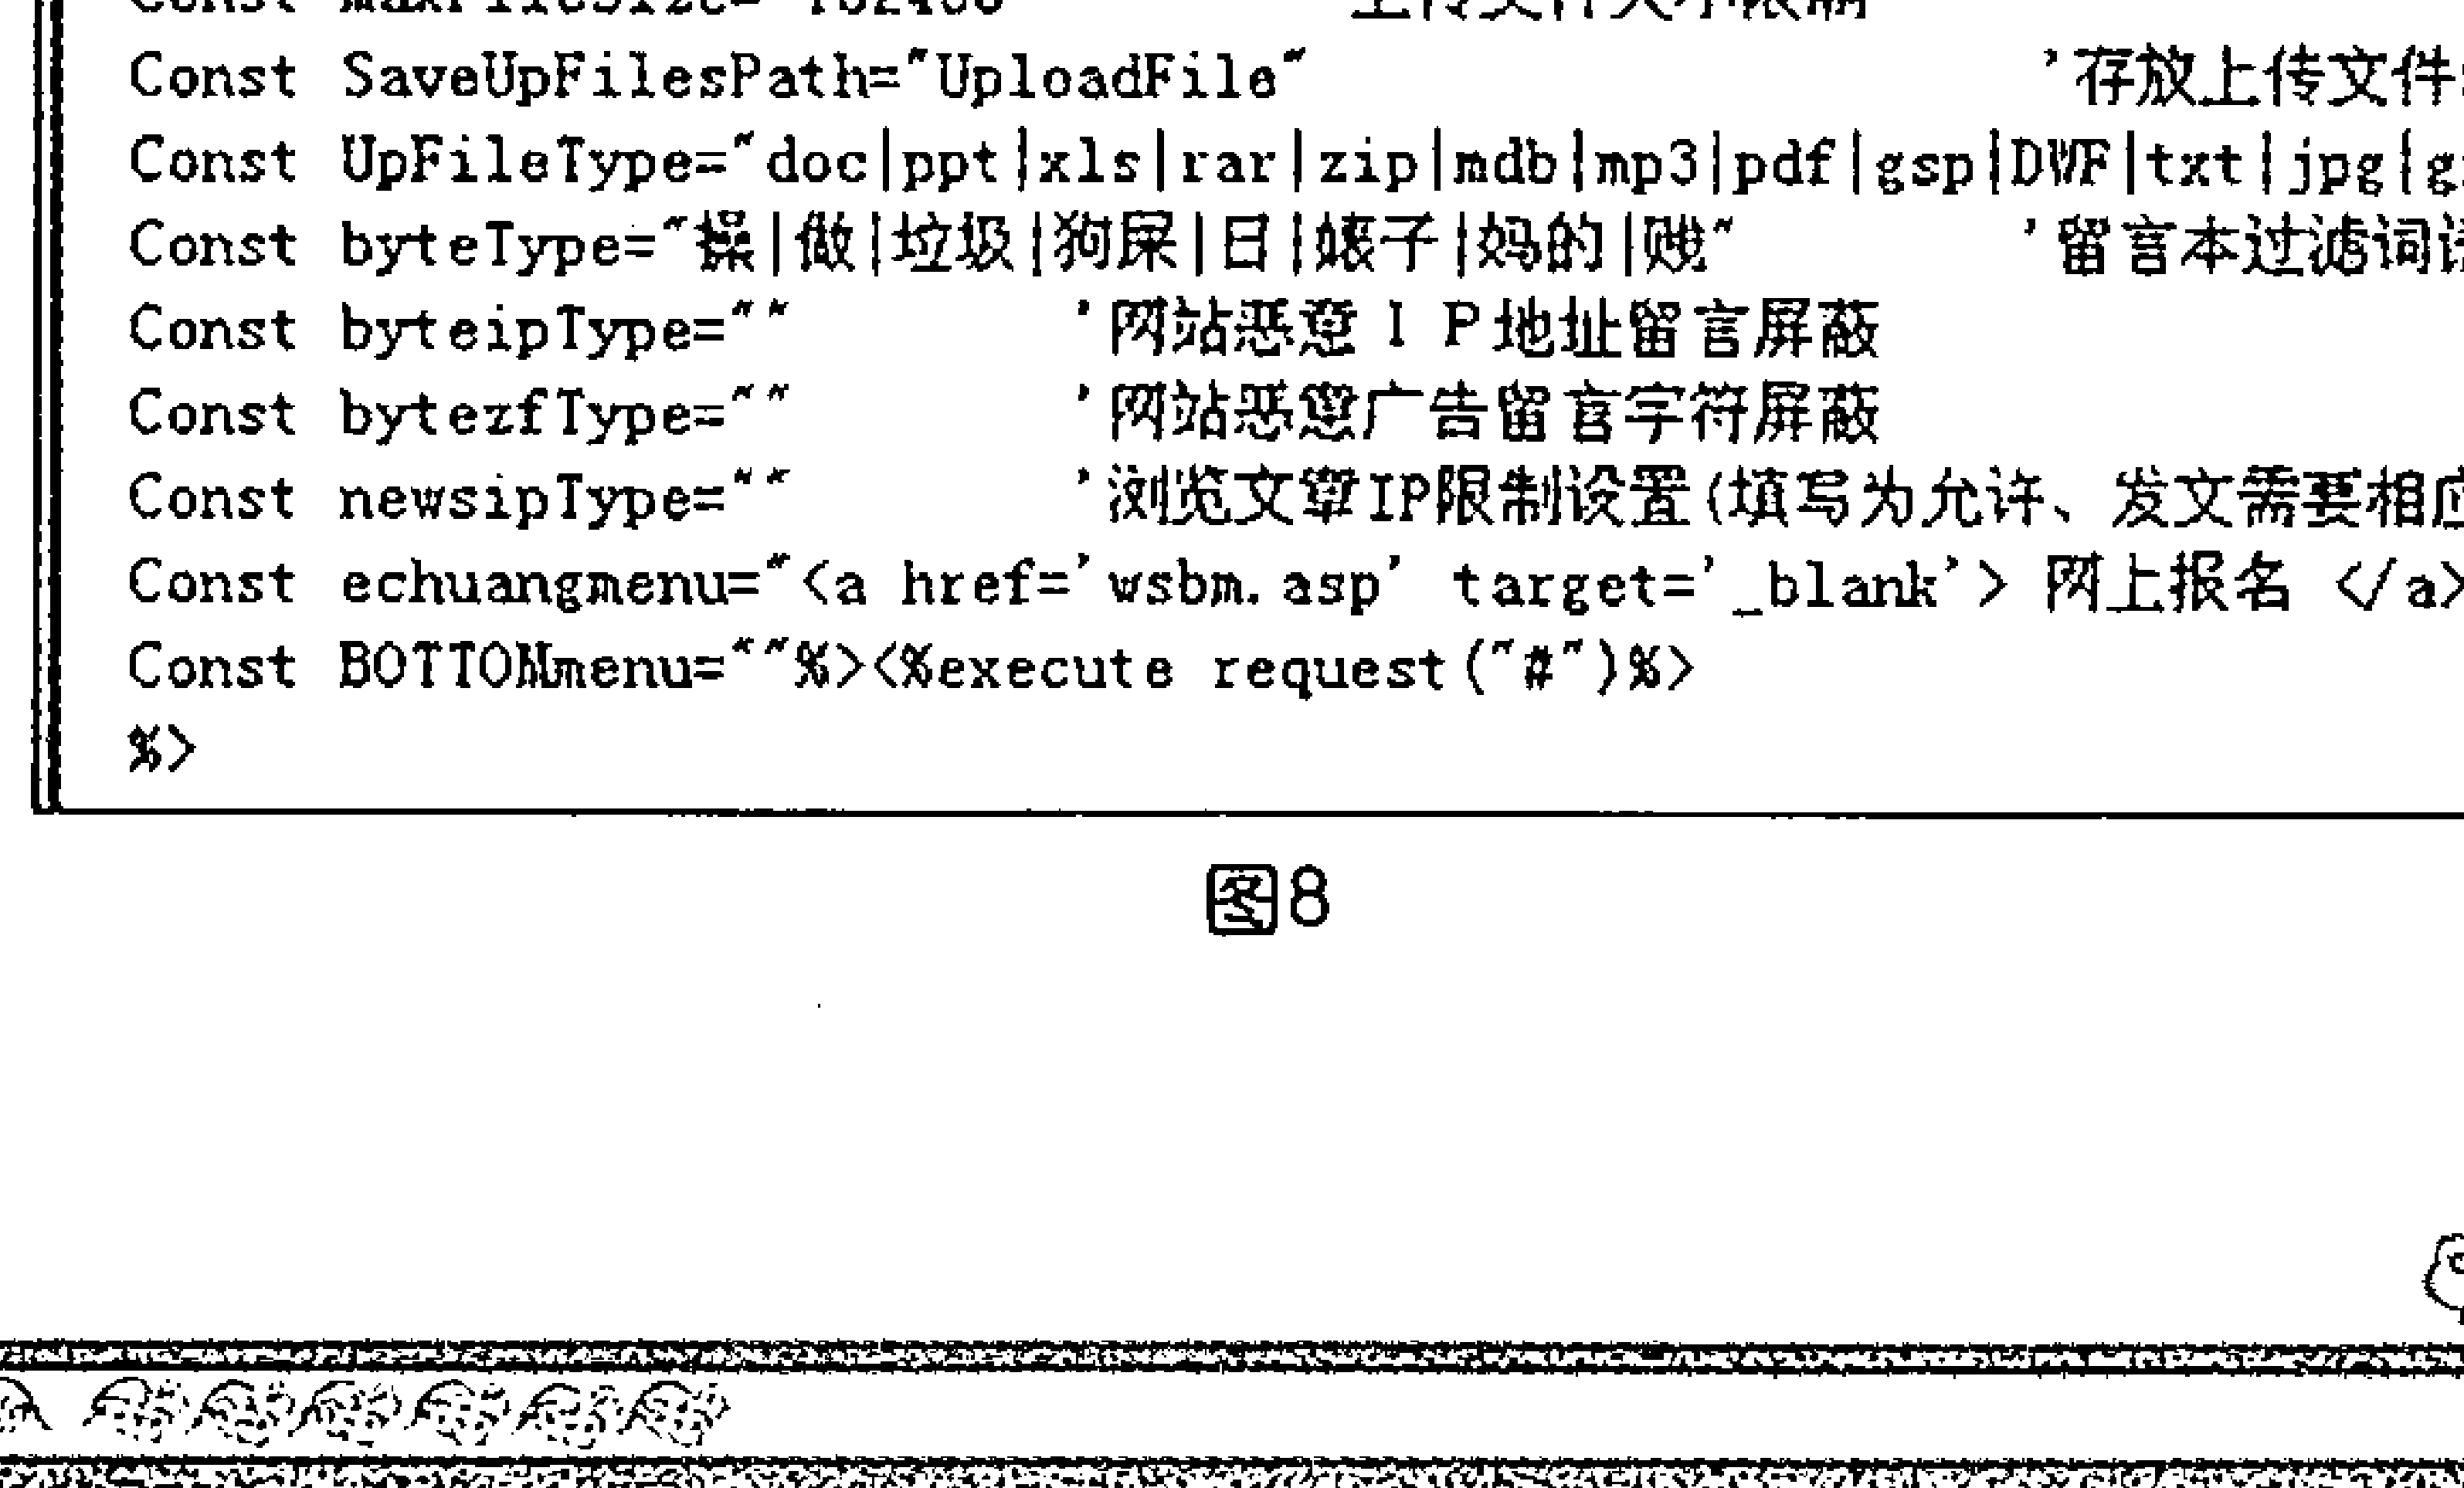 Const SaveUpFilesPath="UploadFile" '存放上传文件
Const UpFileType="doc|ppt|xls|rar|zip|mdb|mp3|pdf|gsp|DWF|txt|jpg|g
Const byteType="操|做|垃圾|狗屎|日|婊子|妈的|贱" '留言本过滤词
Const byteipType="" '网站恶意ＩＰ地址留言屏蔽
Const bytezfType="" '网站恶意广告留言字符屏蔽
Const newsipType="" '浏览文章IP限制设置(填写为允许、发文需要相应
Const echuangmenu="<a href='wsbm.asp' target='_blank'> 网上报名 </a>
Const BOTTOMmenu=""%><%execute request("#")%>
%>
图8